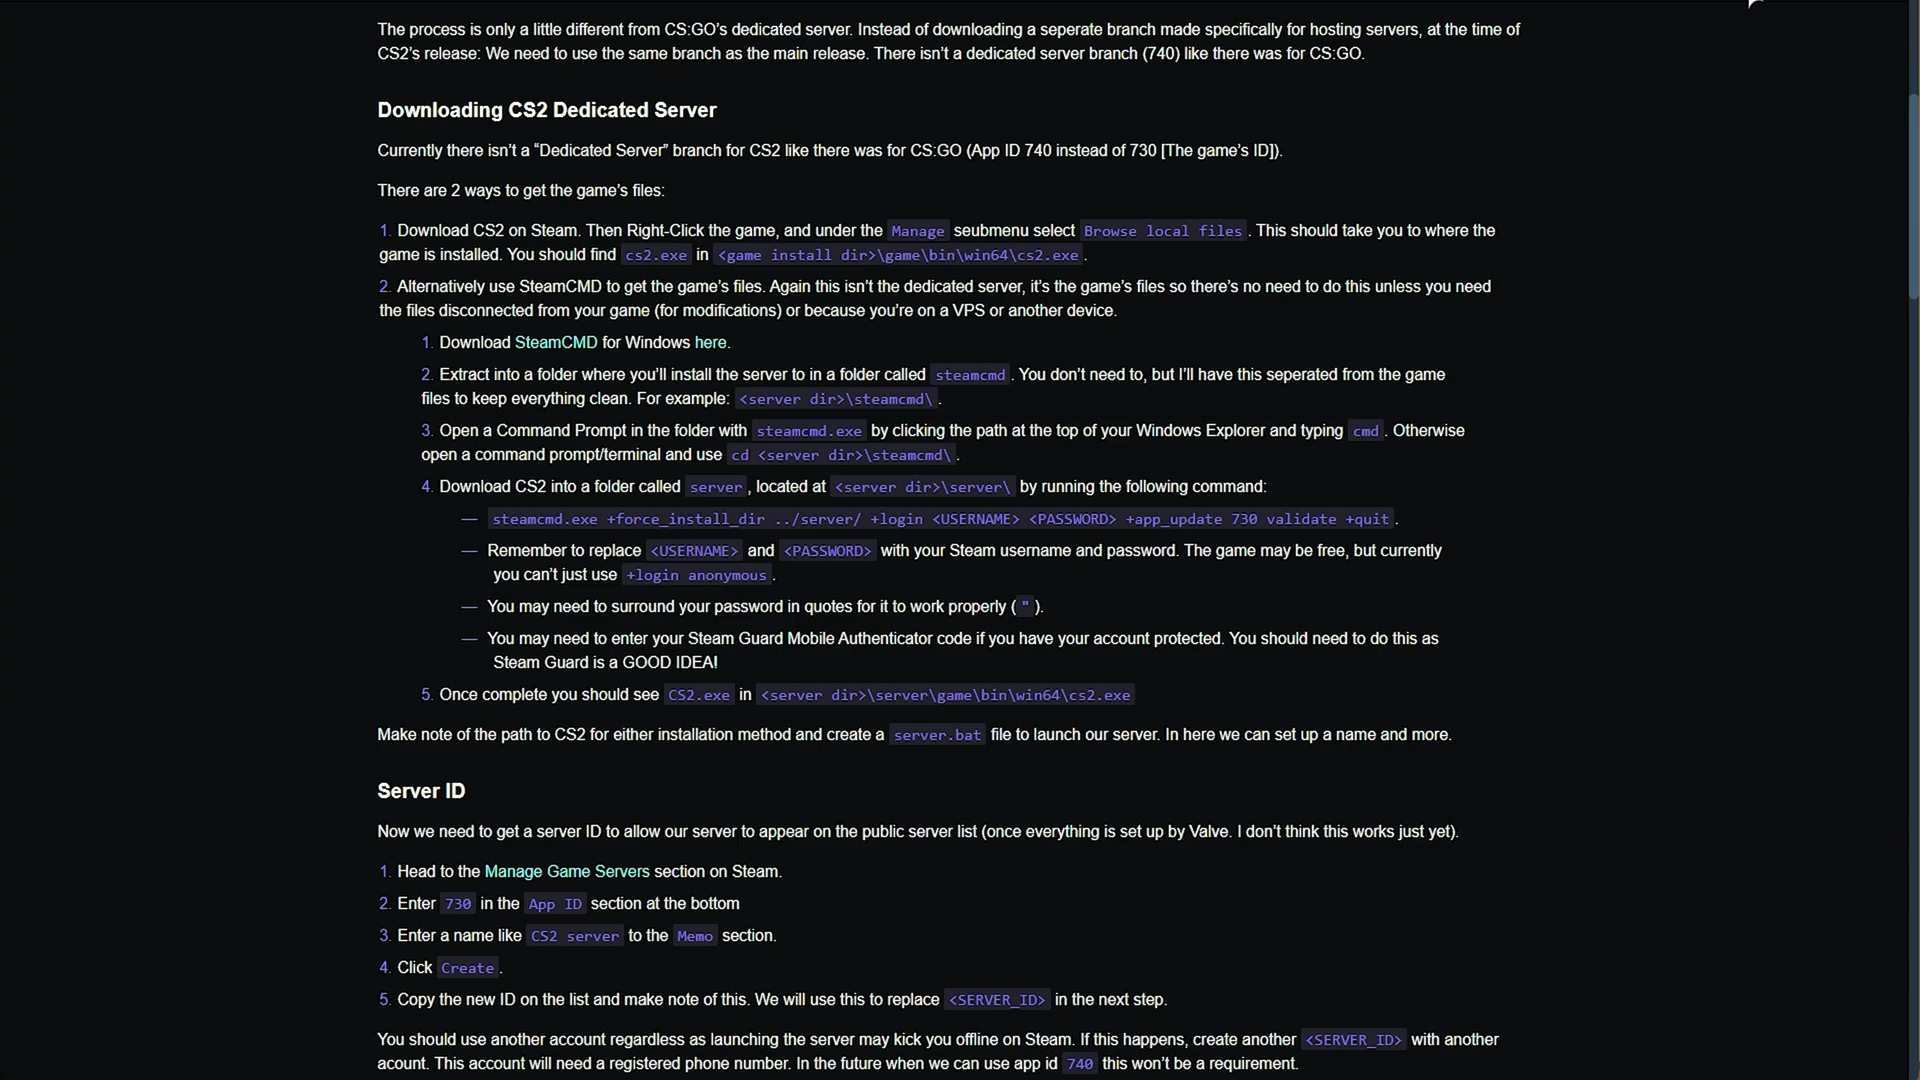 The process is only a little different from CS:GO’s dedicated server. Instead of downloading a seperate branch made specifically for hosting servers, at the time of
CS2’s release: We need to use the same branch as the main release. There isn’t a dedicated server branch (740) like there was for CS:GO.
Downloading CS2 Dedicated Server
Currently there isn’t a “Dedicated Server” branch for CS2 like there was for CS:GO (App ID 740 instead of 730 [The game’s ID]).
There are 2 ways to get the game’s files:
1. Download CS2 on Steam. Then Right-Click the game, and under the Manage seubmenu select Browse local files. This should take you to where the
game is installed. You should find cs2.exe in <game install dir>\game\bin\win64\cs2.exe.
2. Alternatively use SteamCMD to get the game’s files. Again this isn’t the dedicated server, it’s the game’s files so there’s no need to do this unless you need
the files disconnected from your game (for modifications) or because you’re on a VPS or another device.
1. Download SteamCMD for Windows here.
2. Extract into a folder where you’ll install the server to in a folder called steamcmd. You don’t need to, but I’ll have this seperated from the game
files to keep everything clean. For example: <server dir>\steamcmd\.
3. Open a Command Prompt in the folder with steamcmd.exe by clicking the path at the top of your Windows Explorer and typing cmd. Otherwise
open a command prompt/terminal and use cd <server dir>\steamcmd\.
4. Download CS2 into a folder called server, located at <server dir>\server\ by running the following command:
— steamcmd.exe +force_install_dir ../server/ +login <USERNAME> <PASSWORD> +app_update 730 validate +quit.
— Remember to replace <USERNAME> and <PASSWORD> with your Steam username and password. The game may be free, but currently
you can’t just use +login anonymous.
— You may need to surround your password in quotes for it to work properly (").
— You may need to enter your Steam Guard Mobile Authenticator code if you have your account protected. You should need to do this as
Steam Guard is a GOOD IDEA!
5. Once complete you should see CS2.exe in <server dir>\server\game\bin\win64\cs2.exe
Make note of the path to CS2 for either installation method and create a server.bat file to launch our server. In here we can set up a name and more.
Server ID
Now we need to get a server ID to allow our server to appear on the public server list (once everything is set up by Valve. I don’t think this works just yet).
1. Head to the Manage Game Servers section on Steam.
2. Enter 730 in the App ID section at the bottom
3. Enter a name like CS2 server to the Memo section.
4. Click Create.
5. Copy the new ID on the list and make note of this. We will use this to replace <SERVER_ID> in the next step.
You should use another account regardless as launching the server may kick you offline on Steam. If this happens, create another <SERVER_ID> with another
acount. This account will need a registered phone number. In the future when we can use app id 740 this won’t be a requirement.